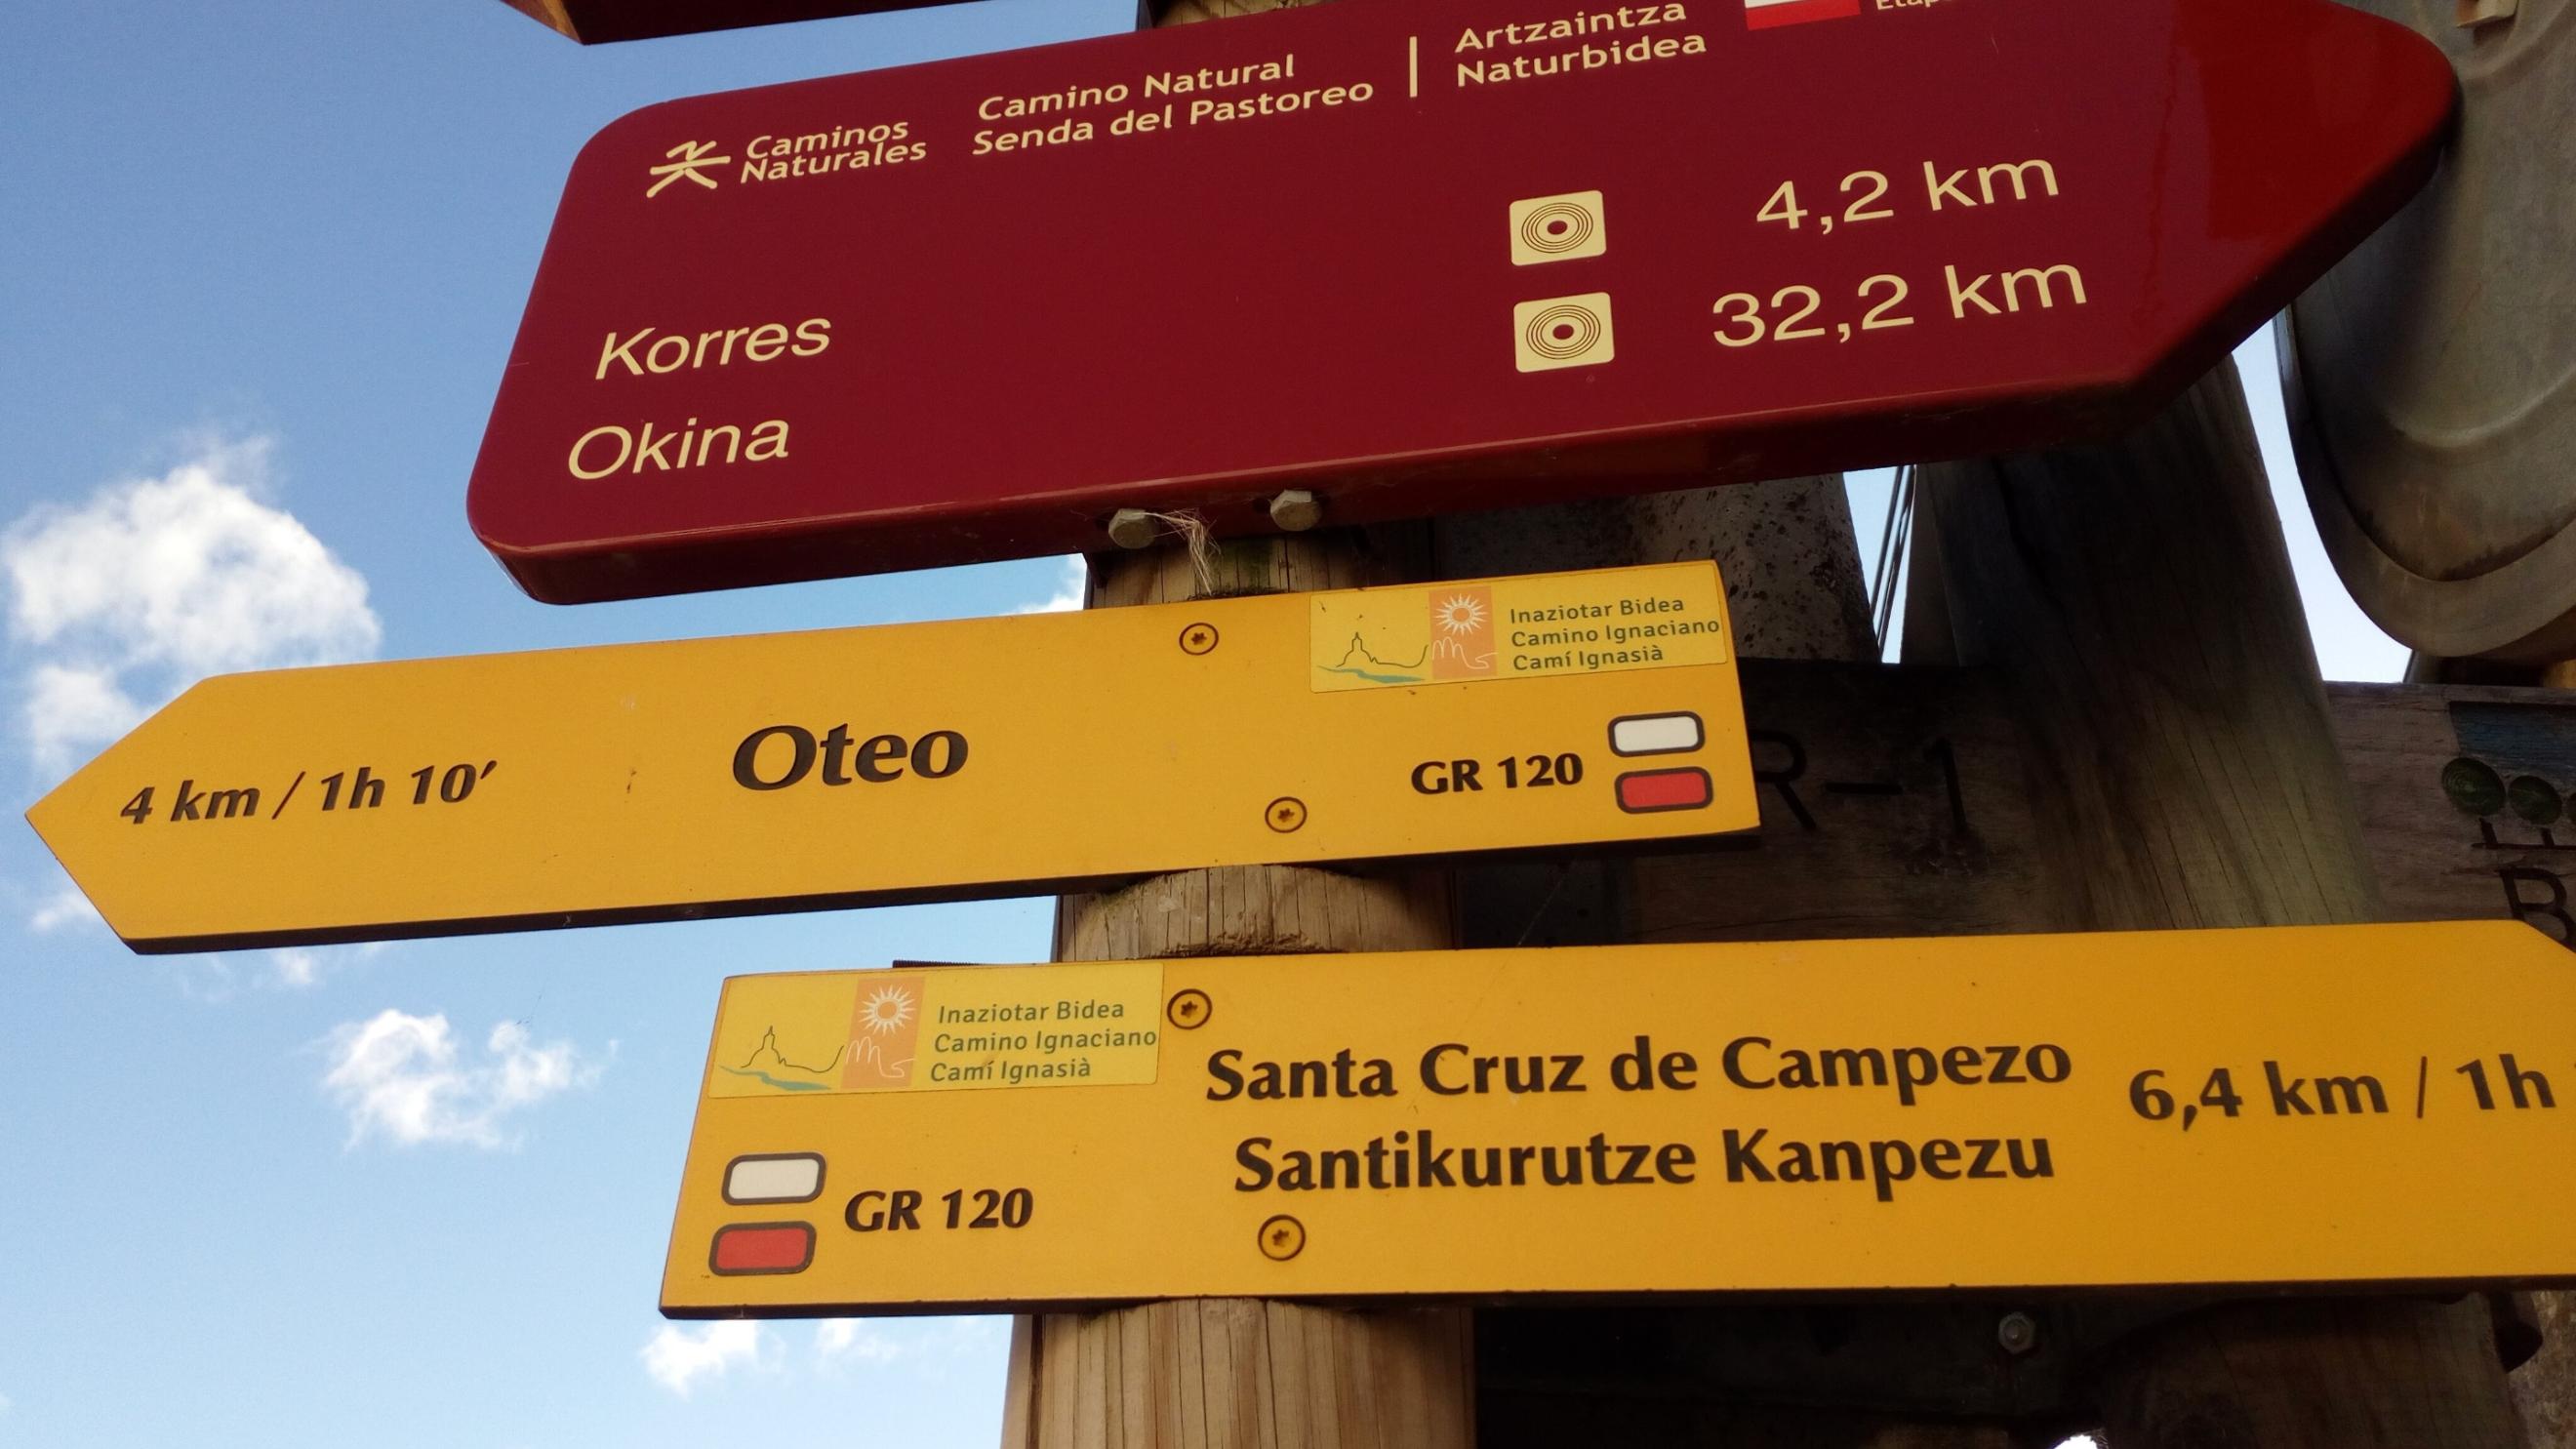 Caminos
Naturales
Camino Natural
Senda del Pastoreo
Artzaintza
Naturbidea
Korres 4,2 km
Okina 32,2 km
Inaziotar Bidea
Camino Ignaciano
Camí Ignasià
4 km / 1h 10′ Oteo GR 120
Inaziotar Bidea
Camino Ignaciano
Camí Ignasià
GR 120
Santa Cruz de Campezo
Santikurutze Kanpezu
6,4 km / 1h